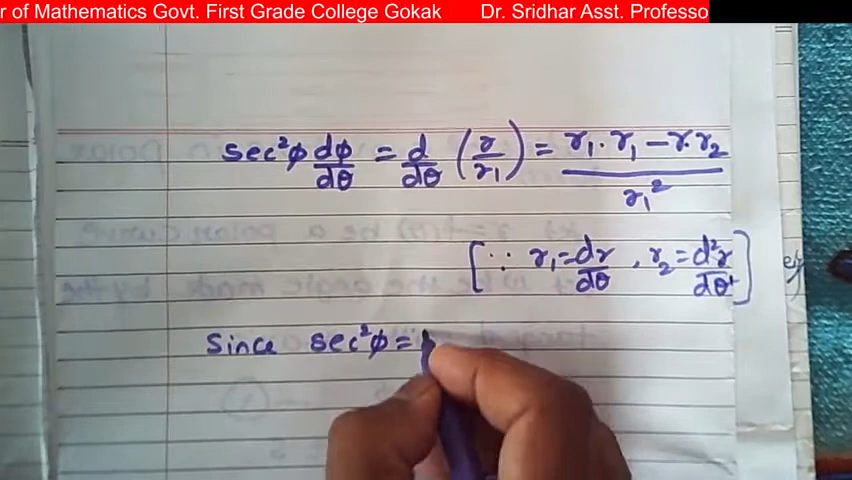 r of Mathematics Govt. First Grade College Gokak Dr. Sridhar Asst. Professo
sec²φ dφ/dθ = d/dθ (r/r₁) = (r₁·r₁ − r·r₂)/r₁²
[∵ r₁ = dr/dθ , r₂ = d²r/dθ²]
Since sec²φ =